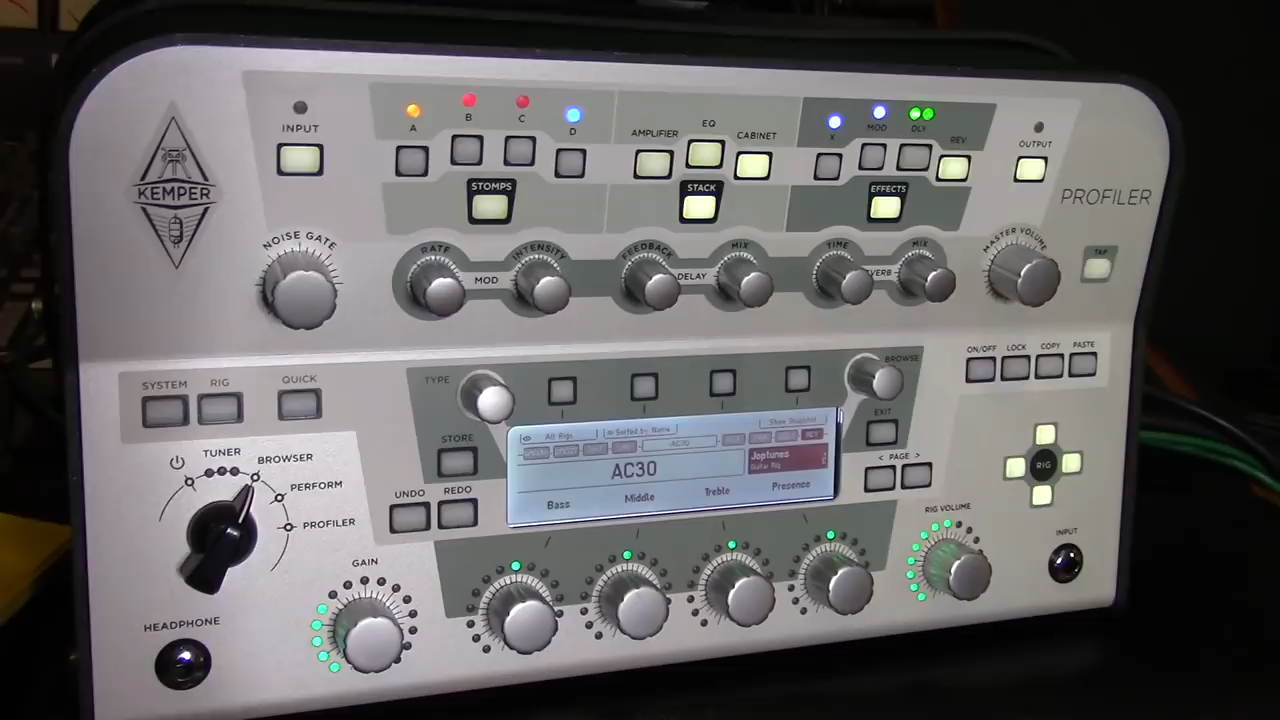 INPUT
A
B
C
D
AMPLIFIER
EQ
CABINET
X
MOD
DLY
REV
OUTPUT
KEMPER
STOMPS
STACK
EFFECTS
PROFILER
NOISE GATE
RATE
MOD
INTENSITY
FEEDBACK
DELAY
MIX
TIME
MIX
MASTER VOLUME
TAP
SYSTEM
RIG
QUICK
TYPE
BROWSE
ON/OFF
LOCK
COPY
PASTE
STORE
EXIT
All Rigs
Sorted by Name
AC30
AC30
Joptunes
Guitar Rig
Bass
Middle
Treble
Presence
< PAGE >
UNDO
REDO
TUNER
BROWSER
PERFORM
PROFILER
RIG
RIG VOLUME
INPUT
GAIN
HEADPHONE